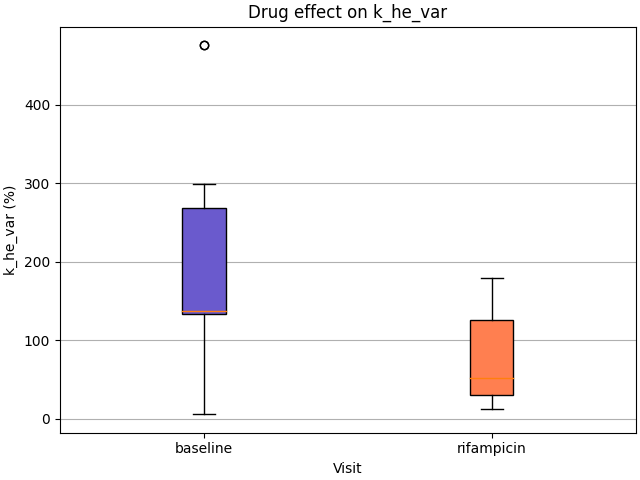 Drug effect on k_he_var
k_he_var (%)
400
300
200
100
0
baseline
rifampicin
Visit